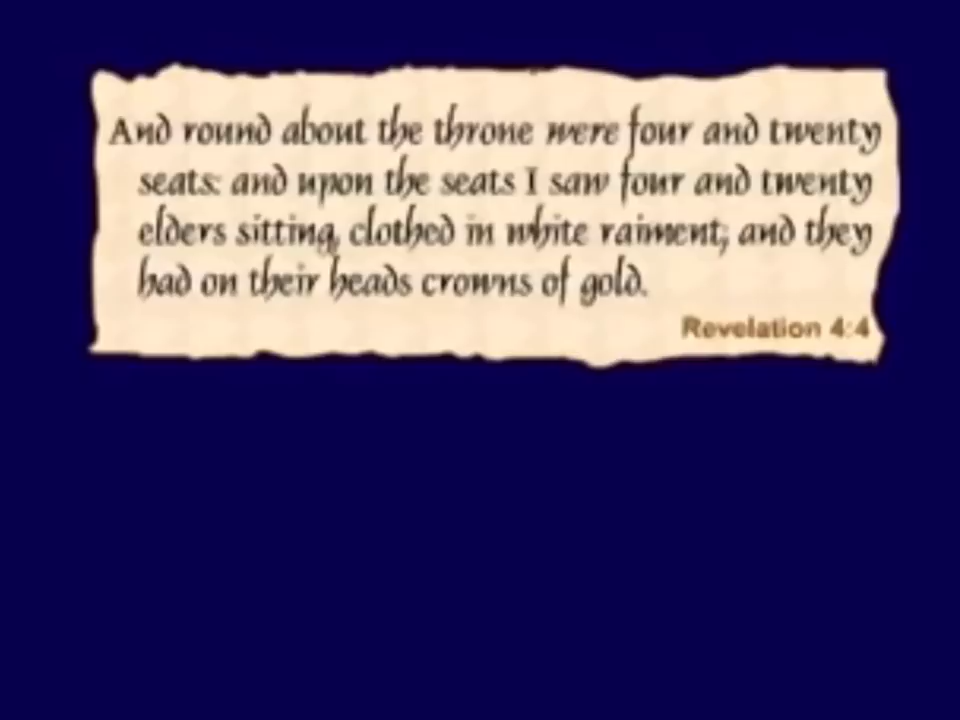 And round about the throne were four and twenty
seats: and upon the seats I saw four and twenty
elders sitting, clothed in white raiment; and they
had on their heads crowns of gold.
Revelation 4:4